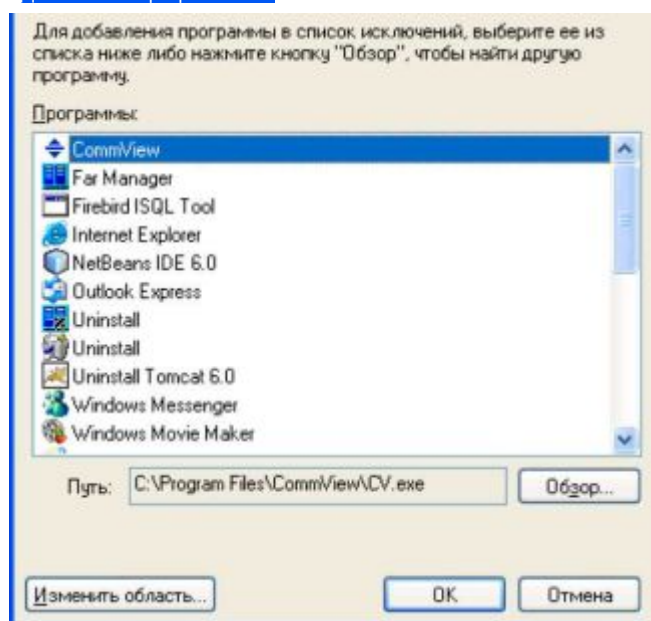 Для добавления программы в список исключений, выберите ее из
списка ниже либо нажмите кнопку "Обзор", чтобы найти другую
программу.
Программы:
CommView
Far Manager
Firebird ISQL Tool
Internet Explorer
NetBeans IDE 6.0
Outlook Express
Uninstall
Uninstall
Uninstall Tomcat 6.0
Windows Messenger
Windows Movie Maker
Путь: C:\Program Files\CommView\CV.exe Обзор...
Изменить область... OK Отмена